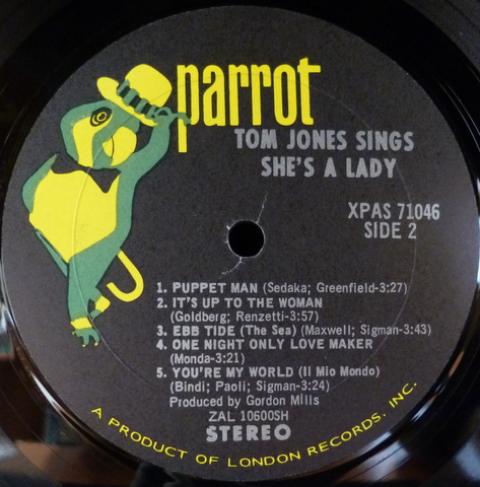 parrot
TOM JONES SINGS
SHE'S A LADY
XPAS 71046
SIDE 2
1. PUPPET MAN (Sedaka; Greenfield-3:27)
2. IT'S UP TO THE WOMAN
(Goldberg; Renzetti-3:57)
3. EBB TIDE (The Sea) (Maxwell; Sigman-3:43)
4. ONE NIGHT ONLY LOVE MAKER
(Monda-3:21)
5. YOU'RE MY WORLD (Il Mio Mondo)
(Bindi; Paoli; Sigman-3:24)
Produced by Gordon Mills
ZAL 10600SH
STEREO
A PRODUCT OF LONDON RECORDS, INC.